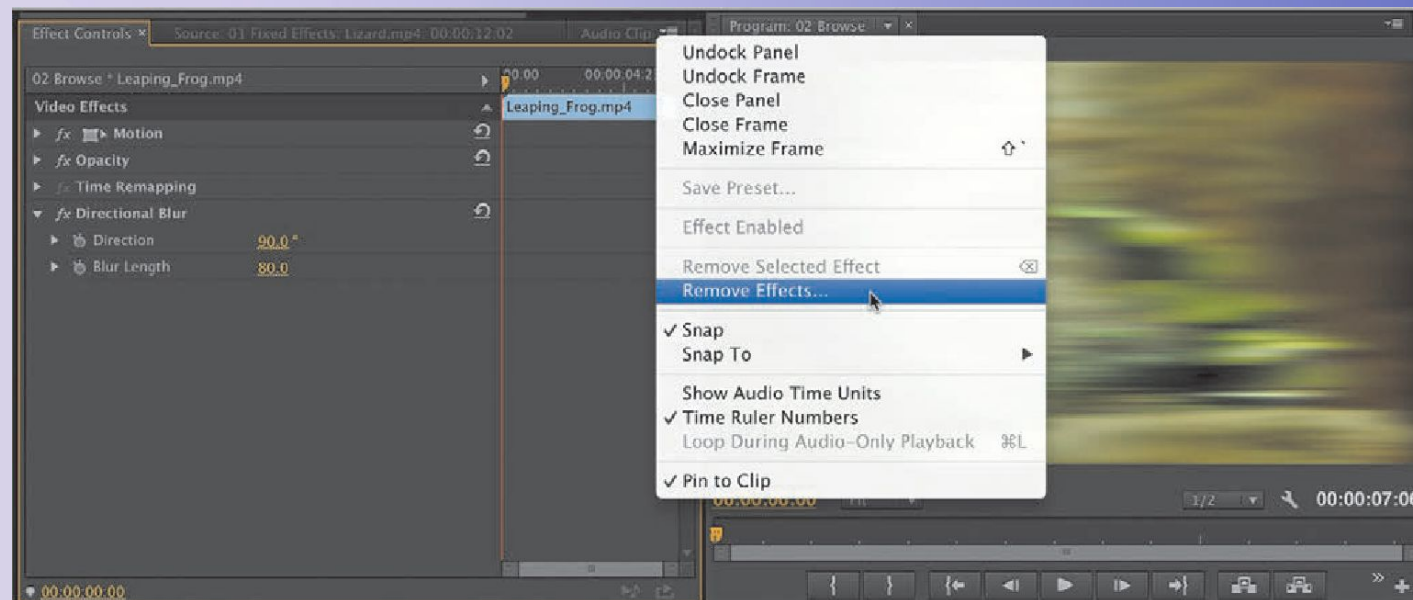 Effect Controls × Source: 01 Fixed Effects: Lizard.mp4: 00:00:12:02 Audio Clip
Program: 02 Browse ×
02 Browse * Leaping_Frog.mp4
00:00 00:00:04:2
Video Effects
Leaping_Frog.mp4
fx Motion
fx Opacity
fx Time Remapping
fx Directional Blur
Direction 90.0 °
Blur Length 80.0
00:00:00:00
Undock Panel
Undock Frame
Close Panel
Close Frame
Maximize Frame ⇧`
Save Preset...
Effect Enabled
Remove Selected Effect ⌫
Remove Effects...
✓ Snap
Snap To
Show Audio Time Units
✓ Time Ruler Numbers
Loop During Audio-Only Playback ⌘L
✓ Pin to Clip
00:00:00:00 Fit 1/2 00:00:07:0